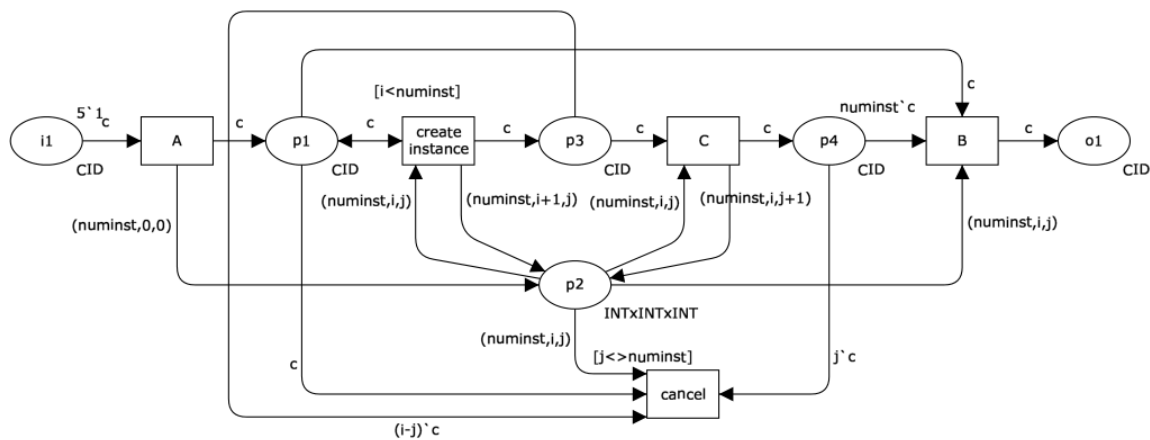 [i<numinst]
5`1
c
numinst`c
c
i1
A
c
p1
c
create
instance
c
p3
c
C
c
p4
B
c
o1
CID
CID
CID
CID
CID
(numinst,0,0)
(numinst,i,j)
(numinst,i+1,j)
(numinst,i,j)
(numinst,i,j+1)
(numinst,i,j)
p2
INTxINTxINT
(numinst,i,j)
[j<>numinst]
j`c
c
cancel
(i-j)`c